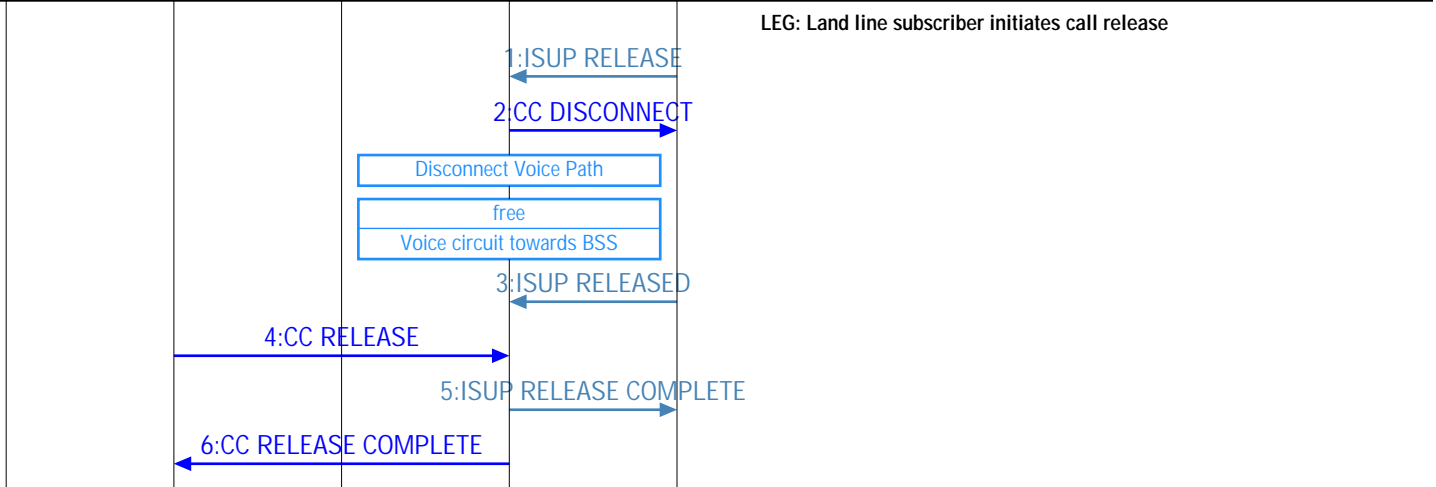 LEG: Land line subscriber initiates call release
1:ISUP RELEASE
2:CC DISCONNECT
Disconnect Voice Path
free
Voice circuit towards BSS
3:ISUP RELEASED
4:CC RELEASE
5:ISUP RELEASE COMPLETE
6:CC RELEASE COMPLETE